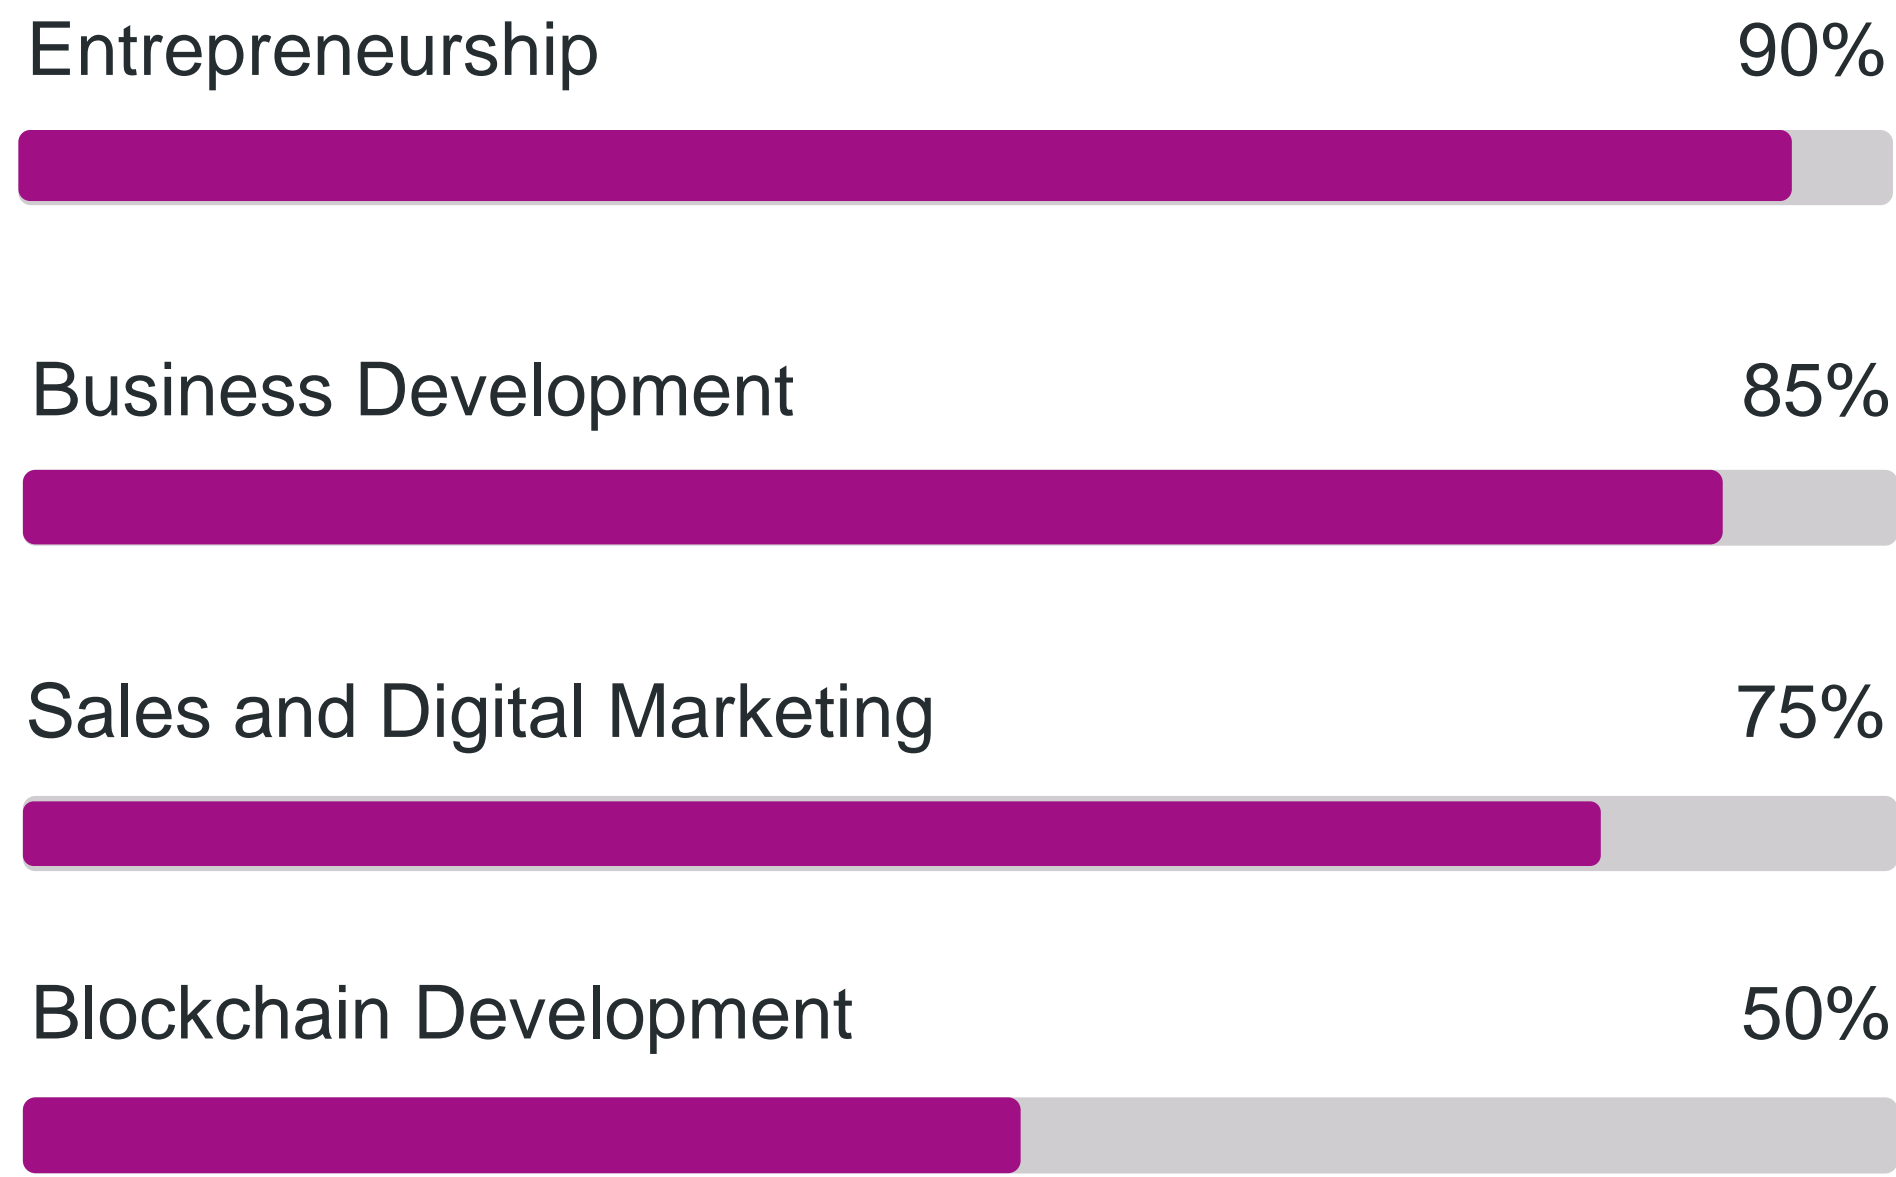 Entrepreneurship 90%
Business Development 85%
Sales and Digital Marketing 75%
Blockchain Development 50%